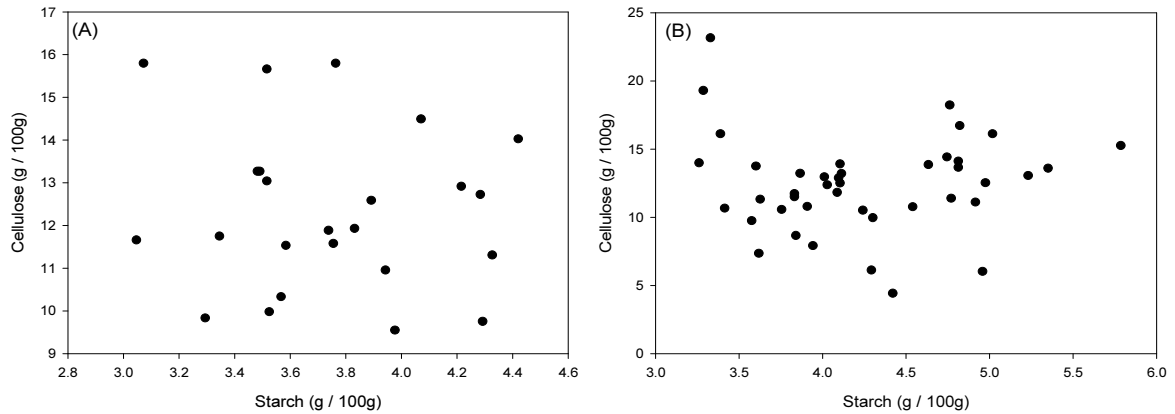 (A)
17
16
15
14
13
12
11
10
9
Cellulose (g / 100g)
2.8 3.0 3.2 3.4 3.6 3.8 4.0 4.2 4.4 4.6
Starch (g / 100g)
(B)
25
20
15
10
5
0
Cellulose (g / 100g)
3.0 3.5 4.0 4.5 5.0 5.5 6.0
Starch (g / 100g)